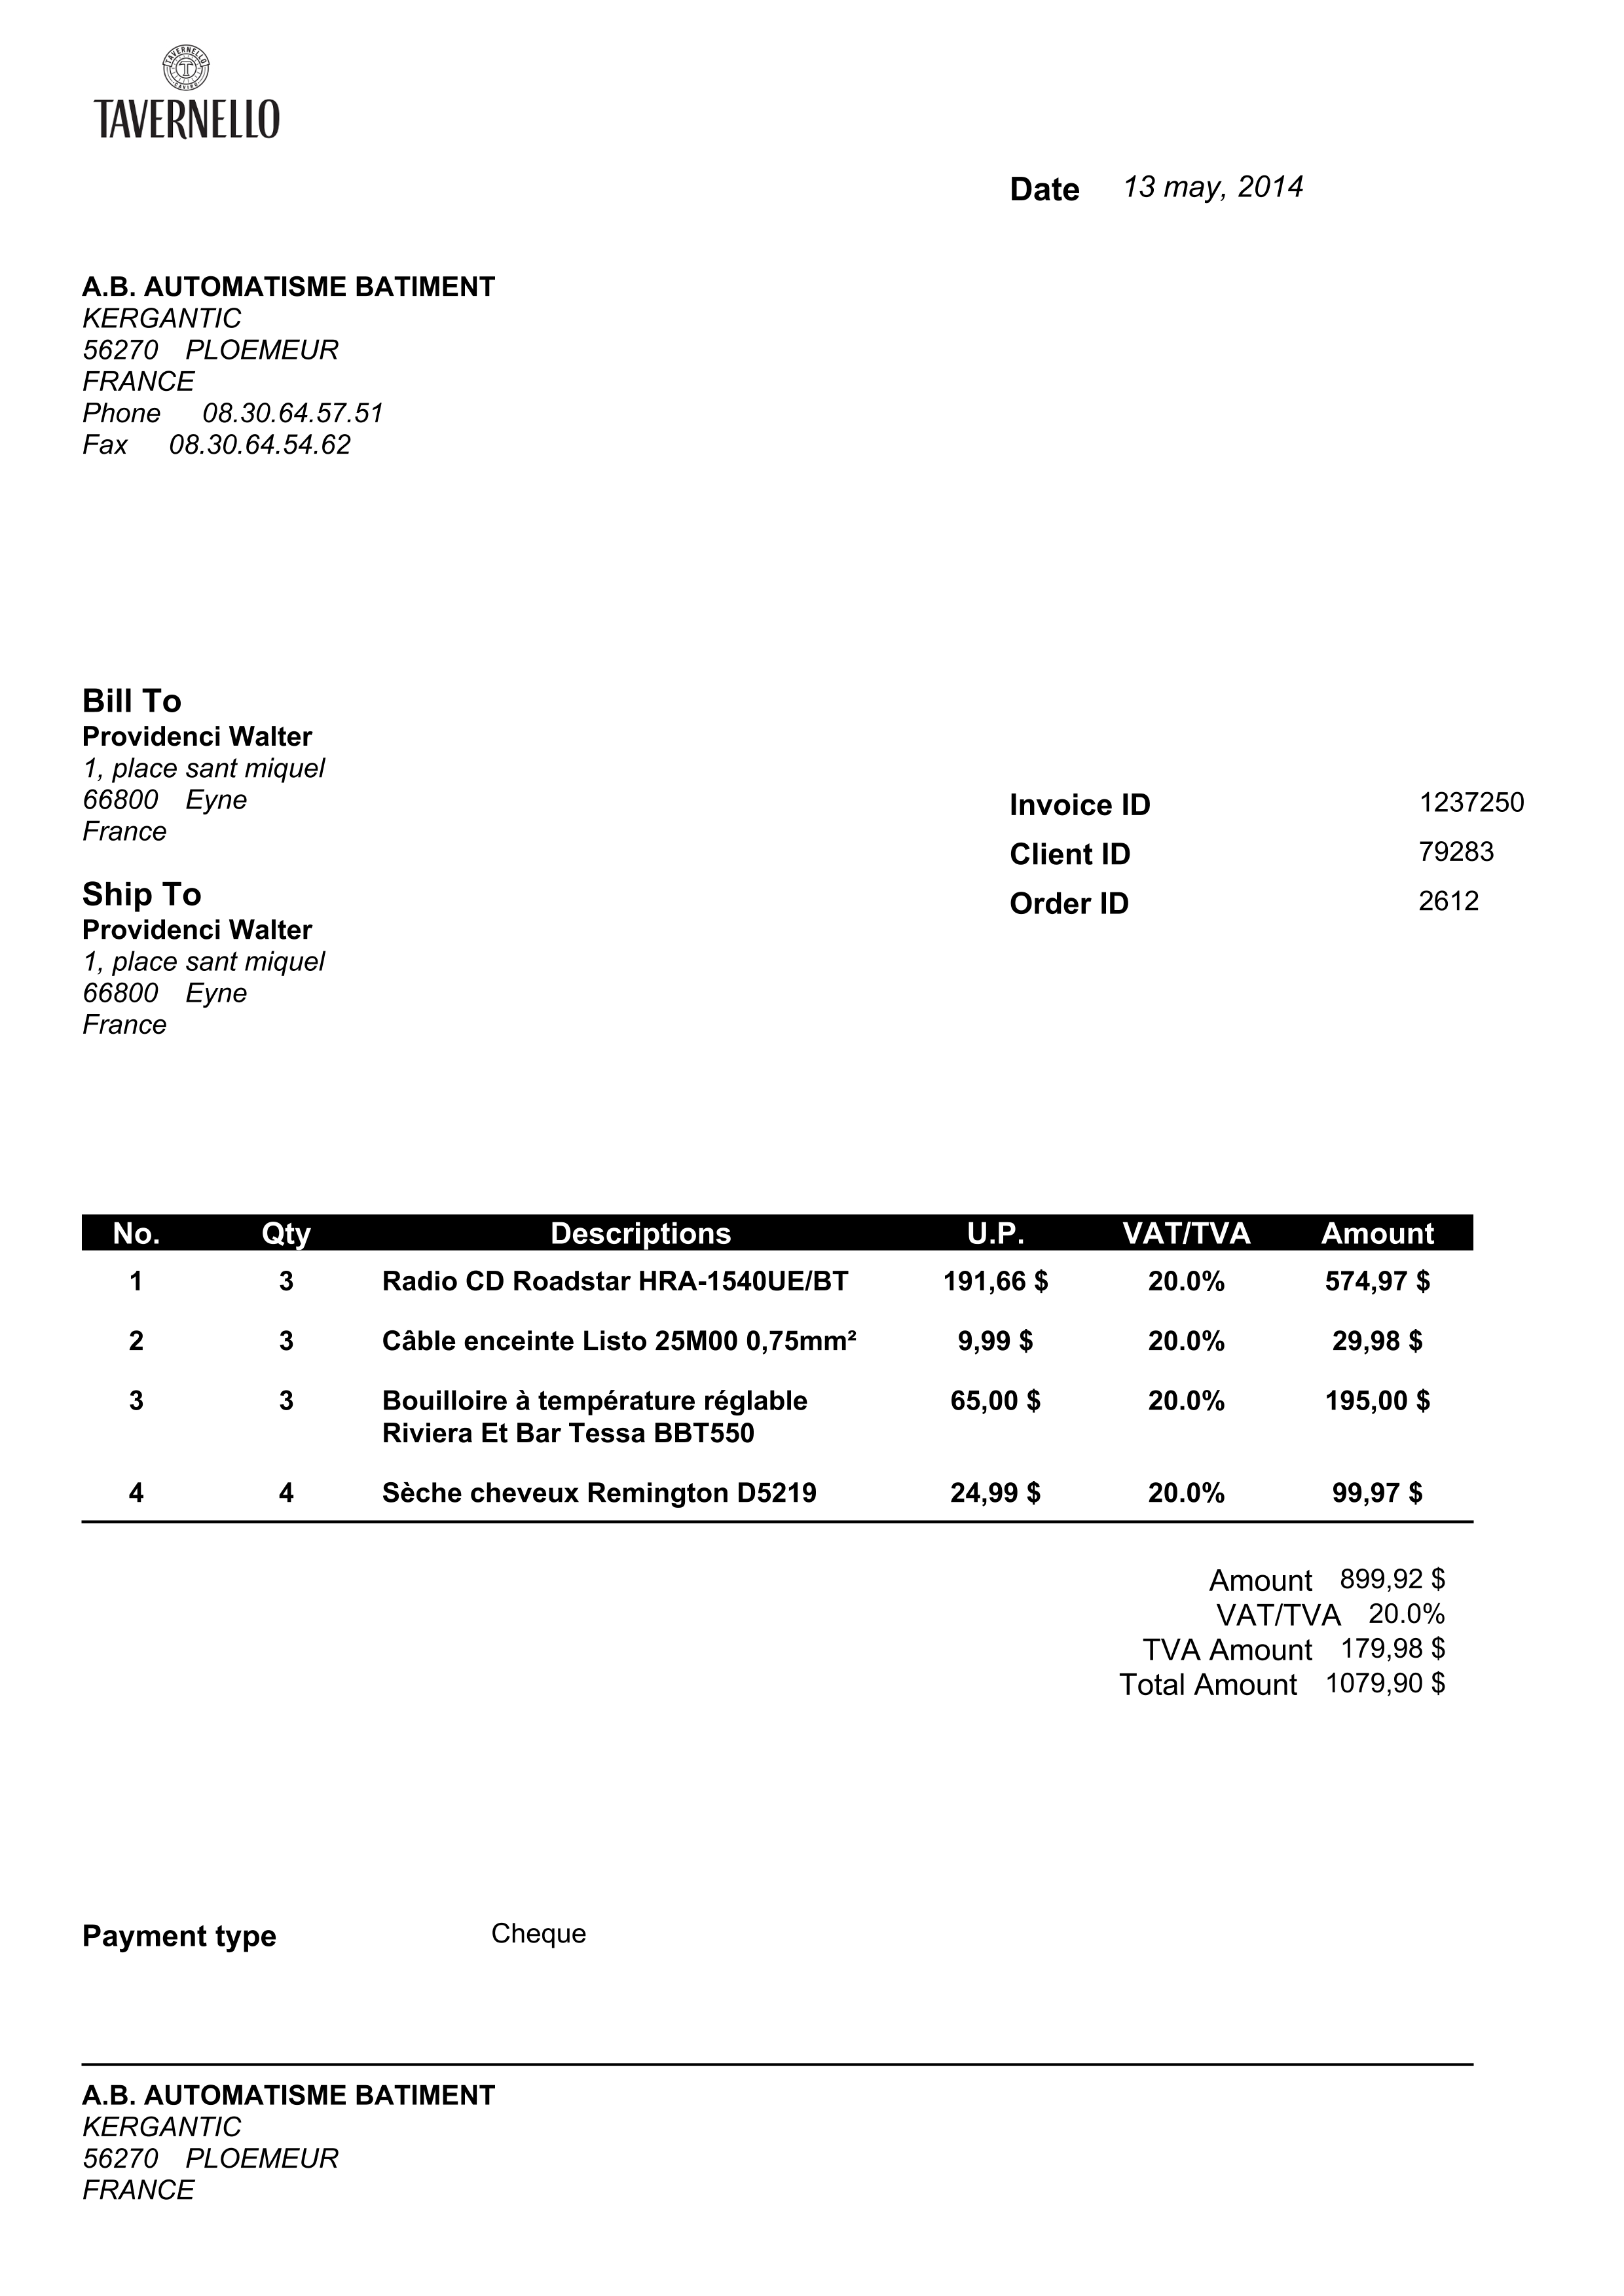 TAVERNELLO
CAVIRO
TAVERNELLO
Date 13 may, 2014
A.B. AUTOMATISME BATIMENT
KERGANTIC
56270 PLOEMEUR
FRANCE
Phone 08.30.64.57.51
Fax 08.30.64.54.62
Bill To
Providenci Walter
1, place sant miquel
66800 Eyne
France
Invoice ID 1237250
Client ID 79283
Order ID 2612
Ship To
Providenci Walter
1, place sant miquel
66800 Eyne
France
No. Qty Descriptions U.P. VAT/TVA Amount
1 3 Radio CD Roadstar HRA-1540UE/BT 191,66 $ 20.0% 574,97 $
2 3 Câble enceinte Listo 25M00 0,75mm² 9,99 $ 20.0% 29,98 $
3 3 Bouilloire à température réglable 65,00 $ 20.0% 195,00 $
Riviera Et Bar Tessa BBT550
4 4 Sèche cheveux Remington D5219 24,99 $ 20.0% 99,97 $
Amount 899,92 $
VAT/TVA 20.0%
TVA Amount 179,98 $
Total Amount 1079,90 $
Payment type Cheque
A.B. AUTOMATISME BATIMENT
KERGANTIC
56270 PLOEMEUR
FRANCE